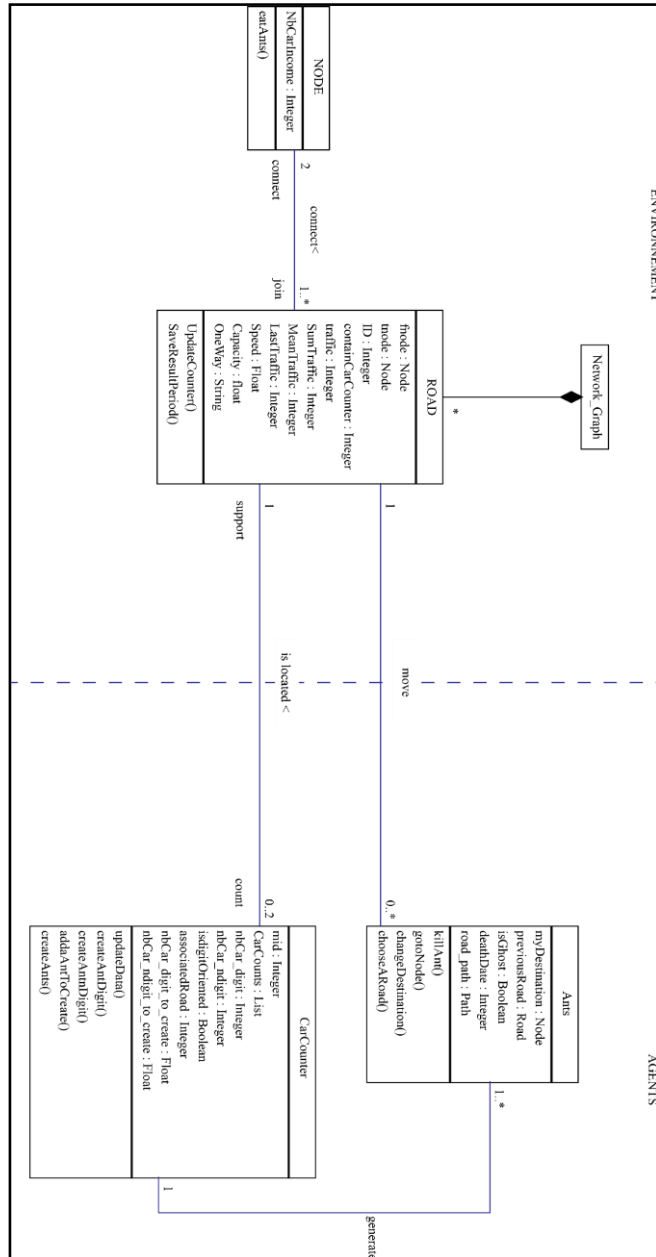 ENVIRONNEMENT
AGENTS
Network_Graph
*
ROAD
fnode : Node
tnode : Node
ID : Integer
containCarCounter : Integer
traffic : Integer
SumTraffic : Integer
MeanTraffic : Integer
LastTraffic : Integer
Speed : Float
Capacity : float
OneWay : String
UpdateCounter()
SaveResultPeriod()
NODE
NbCarIncome : Integer
eatAnts()
2
connect
connect<
1..*
join
1
move
0..*
1
support
is located <
0..2
count
Ants
myDestination : Node
previousRoad : Road
isGhost : Boolean
deathDate : Integer
road_path : Path
killAnt()
gotoNode()
changeDestination()
chooseARoad()
1..*
generate
1
CarCounter
mid : Integer
CarCounts : List
nbCar_digit : Integer
nbCar_ndigit : Integer
isdigitOriented : Boolean
associatedRoad : Integer
nbCar_digit_to_create : Float
nbCar_ndigit_to_create : Float
updateData()
createAntDigit()
createAntnDigit()
addaAntToCreate()
createAnts()